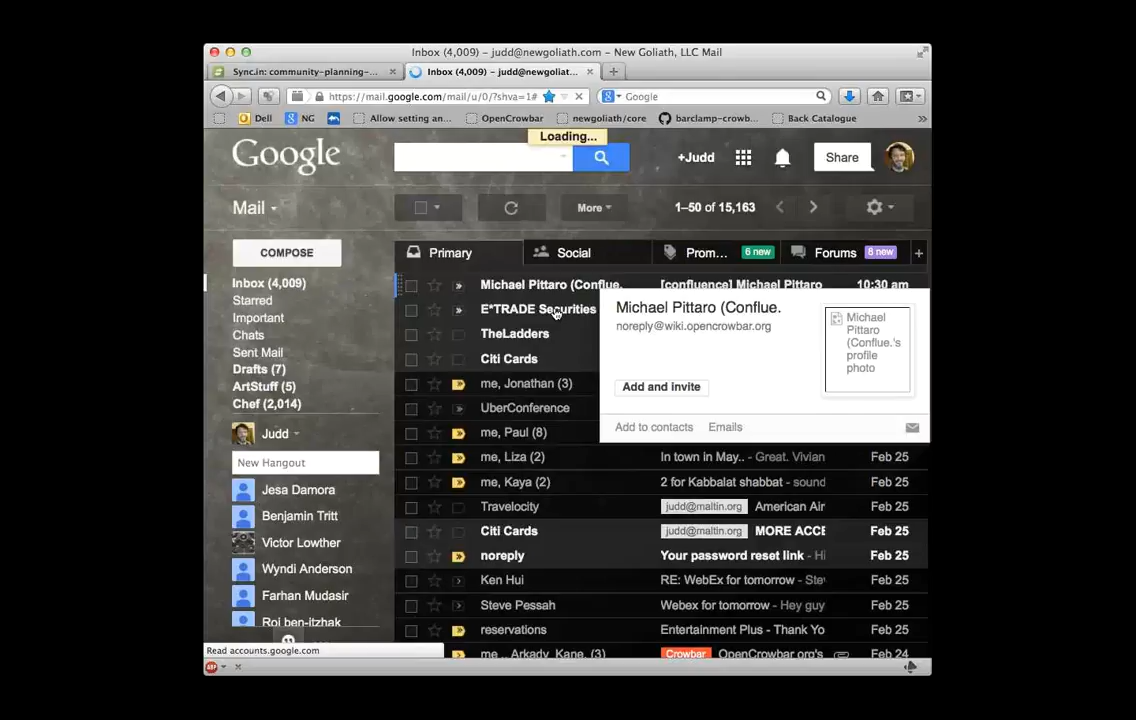 Inbox (4,009) – judd@newgoliath.com – New Goliath, LLC Mail
Sync.in: community-planning-...
Inbox (4,009) – judd@newgoliat...
https://mail.google.com/mail/u/0/?shva=1#
Google
Dell
NG
Allow setting an...
OpenCrowbar
newgoliath/core
barclamp-crowb...
Back Catalogue
Loading...
Google
+Judd
Share
Mail
More
1–50 of 15,163
COMPOSE
Primary
Social
Prom...
6 new
Forums
8 new
Inbox (4,009)
Starred
Important
Chats
Sent Mail
Drafts (7)
ArtStuff (5)
Chef (2,014)
Judd
New Hangout
Jesa Damora
Benjamin Tritt
Victor Lowther
Wyndi Anderson
Farhan Mudasir
Roi ben-itzhak
Michael Pittaro (Conflue. [confluence] Michael Pittaro 10:30 am
E*TRADE Securities
TheLadders
Citi Cards
me, Jonathan (3)
UberConference
me, Paul (8)
Michael Pittaro (Conflue.
noreply@wiki.opencrowbar.org
Michael
Pittaro
(Conflue.'s
profile
photo
Add and invite
Add to contacts
Emails
me, Liza (2) In town in May.. - Great. Vivian Feb 25
me, Kaya (2) 2 for Kabbalat shabbat - sound Feb 25
Travelocity judd@maltin.org American Air Feb 25
Citi Cards judd@maltin.org MORE ACCE Feb 25
noreply Your password reset link - Hi Feb 25
Ken Hui RE: WebEx for tomorrow - Stev Feb 25
Steve Pessah Webex for tomorrow - Hey guy Feb 25
reservations Entertainment Plus - Thank Yo Feb 25
me .. Arkady, Kane, (3) Crowbar OpenCrowbar org's Feb 24
Read accounts.google.com
ABP